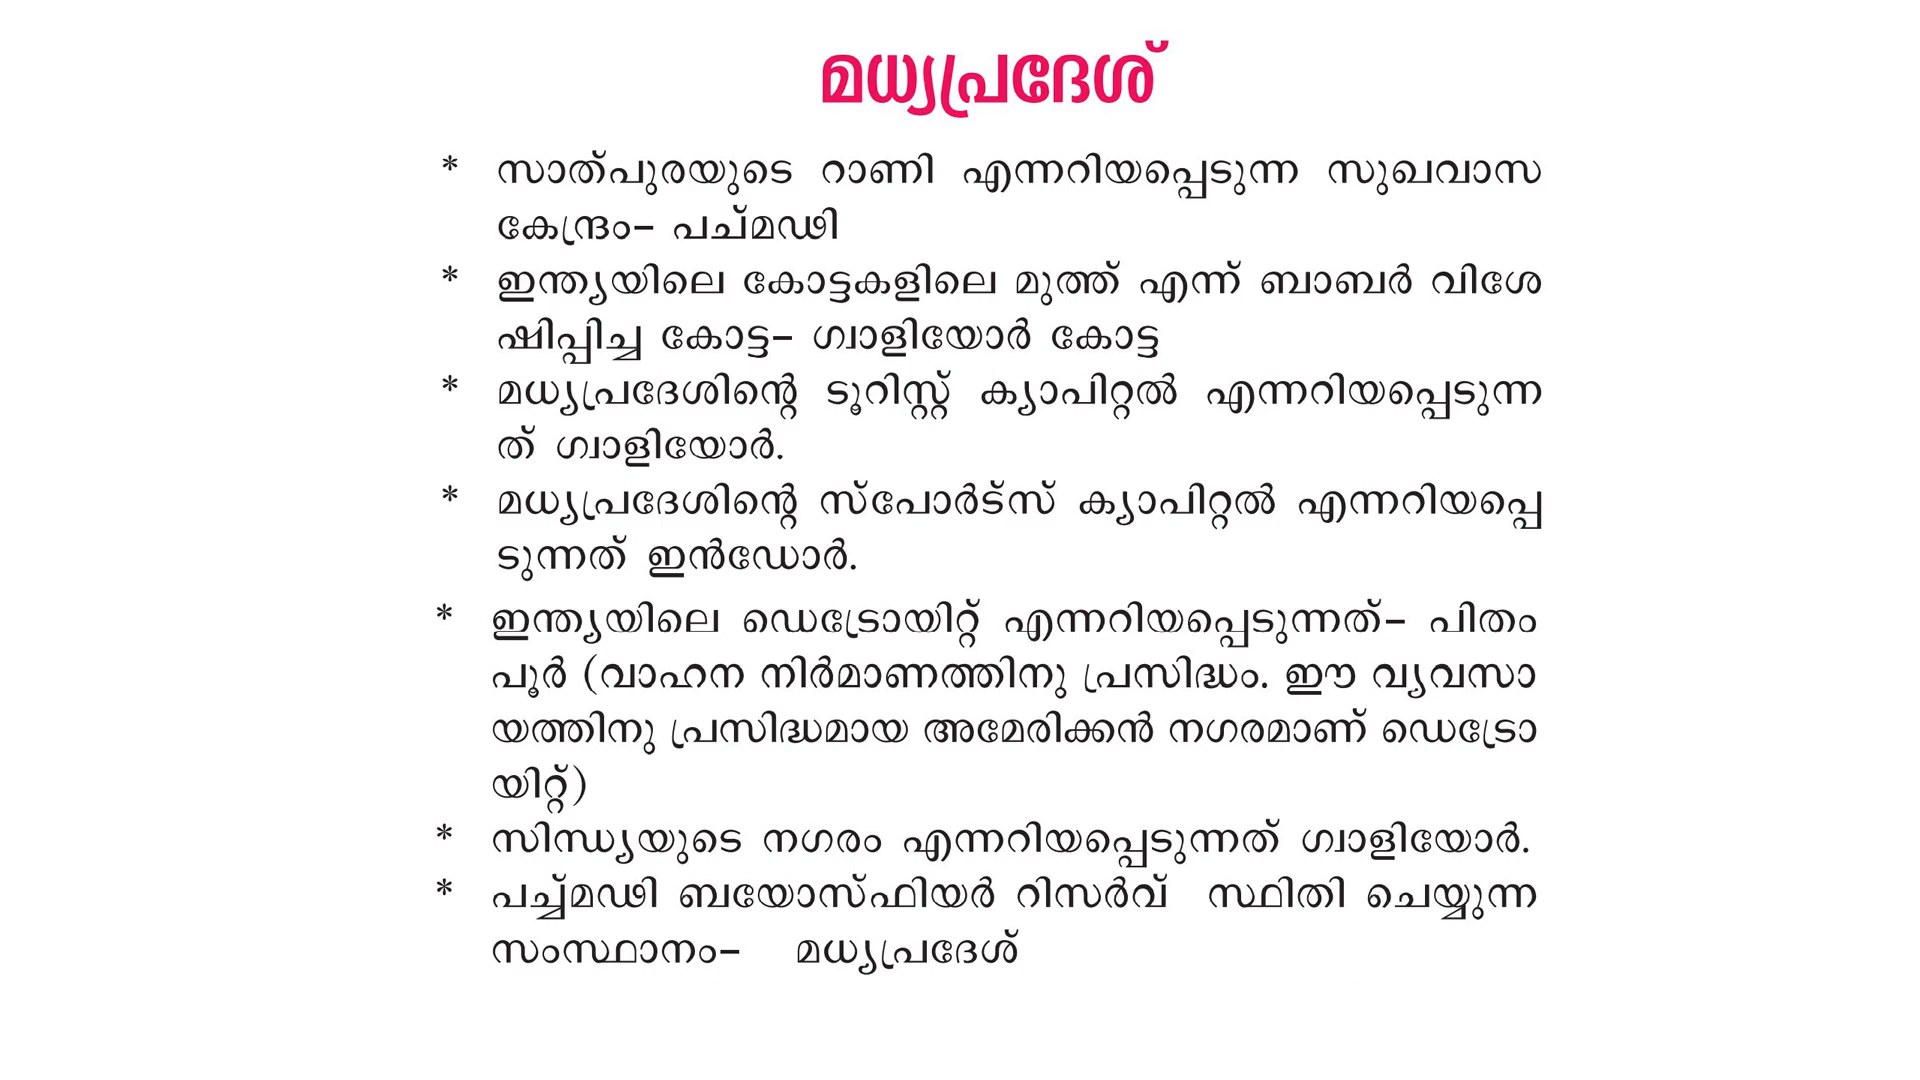 മധ്യപ്രദേശ്
* സാത്പുരയുടെ റാണി എന്നറിയപ്പെടുന്ന സുഖവാസ
കേന്ദ്രം– പച്മഢി
* ഇന്ത്യയിലെ കോട്ടകളിലെ മുത്ത് എന്ന് ബാബർ വിശേ
ഷിപ്പിച്ച കോട്ട– ഗ്വാളിയോർ കോട്ട
* മധ്യപ്രദേശിന്റെ ടൂറിസ്റ്റ് ക്യാപിറ്റൽ എന്നറിയപ്പെടുന്ന
ത് ഗ്വാളിയോർ.
* മധ്യപ്രദേശിന്റെ സ്പോർട്സ് ക്യാപിറ്റൽ എന്നറിയപ്പെ
ടുന്നത് ഇൻഡോർ.
* ഇന്ത്യയിലെ ഡെട്രോയിറ്റ് എന്നറിയപ്പെടുന്നത്– പിതം
പൂർ (വാഹന നിർമാണത്തിനു പ്രസിദ്ധം. ഈ വ്യവസാ
യത്തിനു പ്രസിദ്ധമായ അമേരിക്കൻ നഗരമാണ് ഡെട്രോ
യിറ്റ്)
* സിന്ധ്യയുടെ നഗരം എന്നറിയപ്പെടുന്നത് ഗ്വാളിയോർ.
* പച്ച്മഢി ബയോസ്ഫിയർ റിസർവ് സ്ഥിതി ചെയ്യുന്ന
സംസ്ഥാനം– മധ്യപ്രദേശ്